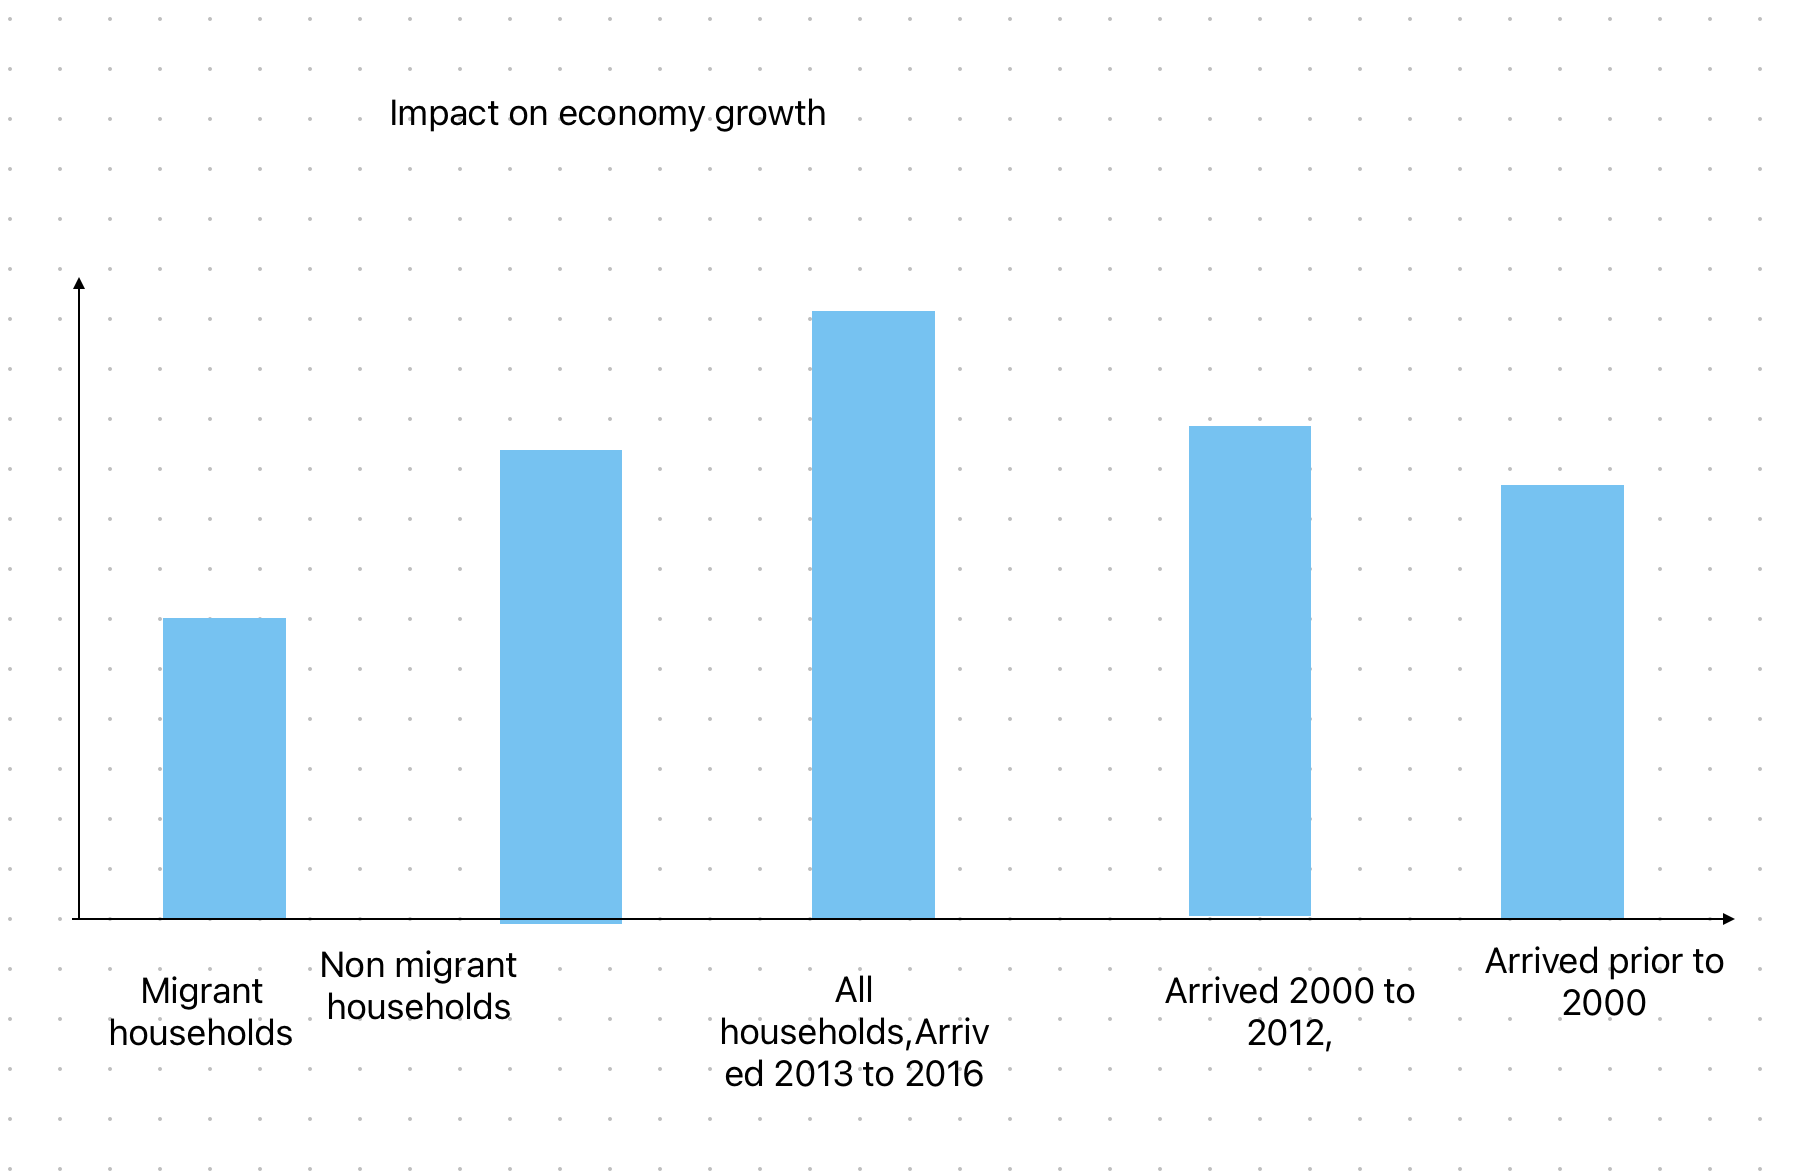 Impact on economy growth
Migrant
households
Non migrant
households
All
households,Arriv
ed 2013 to 2016
Arrived 2000 to
2012,
Arrived prior to
2000